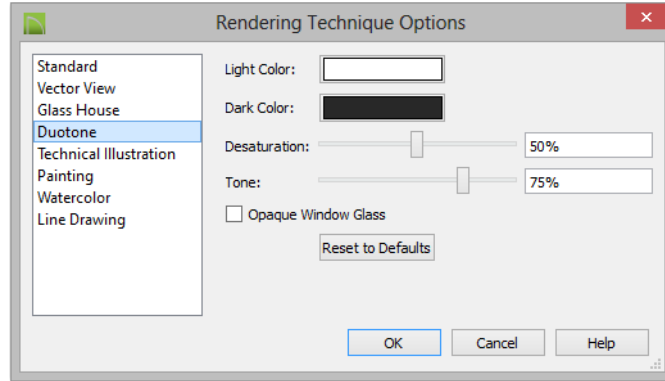 Rendering Technique Options
Standard
Vector View
Glass House
Duotone
Technical Illustration
Painting
Watercolor
Line Drawing
Light Color:
Dark Color:
Desaturation: 50%
Tone: 75%
Opaque Window Glass
Reset to Defaults
OK Cancel Help